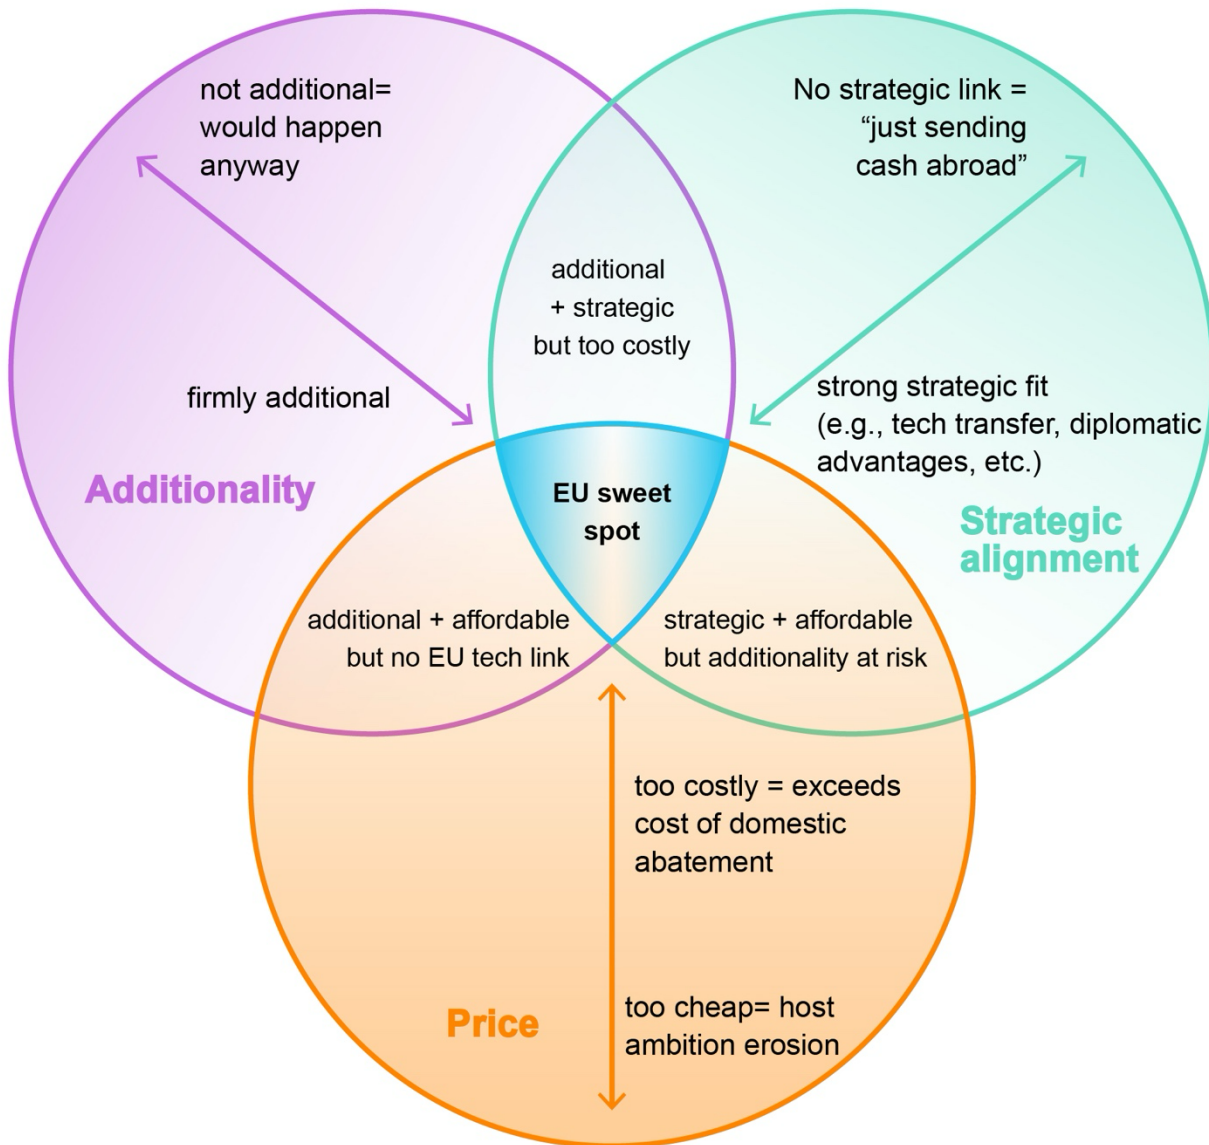 not additional=
would happen
anyway
No strategic link =
“just sending
cash abroad”
additional
+ strategic
but too costly
firmly additional
strong strategic fit
(e.g., tech transfer, diplomatic
advantages, etc.)
Additionality
EU sweet
spot
Strategic
alignment
additional + affordable
but no EU tech link
strategic + affordable
but additionality at risk
too costly = exceeds
cost of domestic
abatement
Price
too cheap= host
ambition erosion